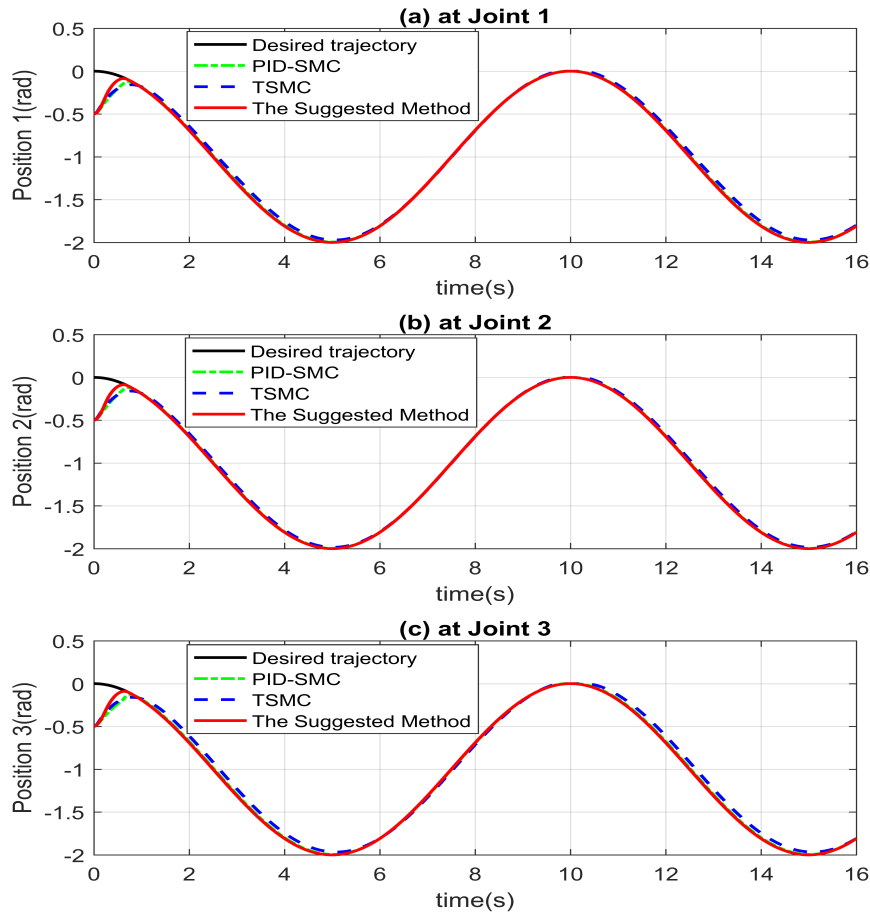 (a) at Joint 1
Desired trajectory
PID-SMC
TSMC
The Suggested Method
Position 1(rad)
0.5
0
-0.5
-1
-1.5
-2
0 2 4 6 8 10 12 14 16
time(s)
(b) at Joint 2
Desired trajectory
PID-SMC
TSMC
The Suggested Method
Position 2(rad)
0.5
0
-0.5
-1
-1.5
-2
0 2 4 6 8 10 12 14 16
time(s)
(c) at Joint 3
Desired trajectory
PID-SMC
TSMC
The Suggested Method
Position 3(rad)
0.5
0
-0.5
-1
-1.5
-2
0 2 4 6 8 10 12 14 16
time(s)